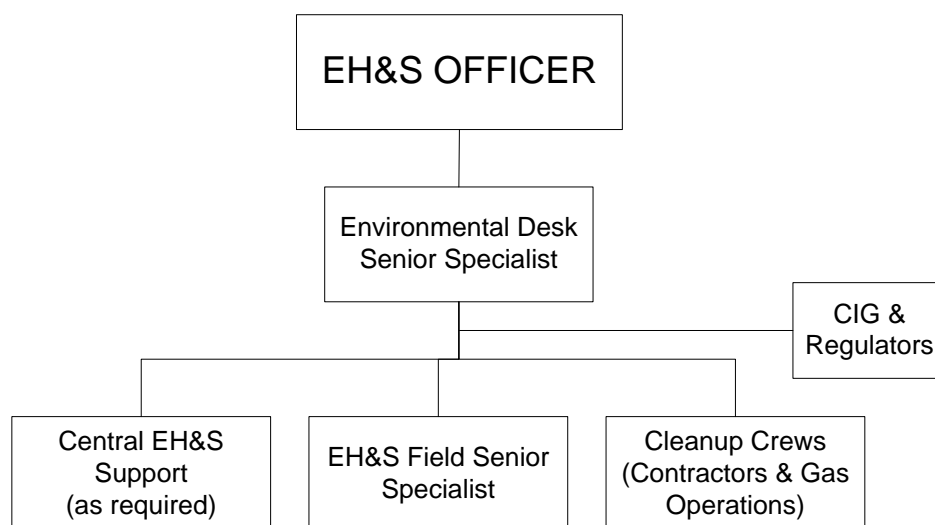 EH&S OFFICER
Environmental Desk
Senior Specialist
CIG &
Regulators
Central EH&S
Support
(as required)
EH&S Field Senior
Specialist
Cleanup Crews
(Contractors & Gas
Operations)